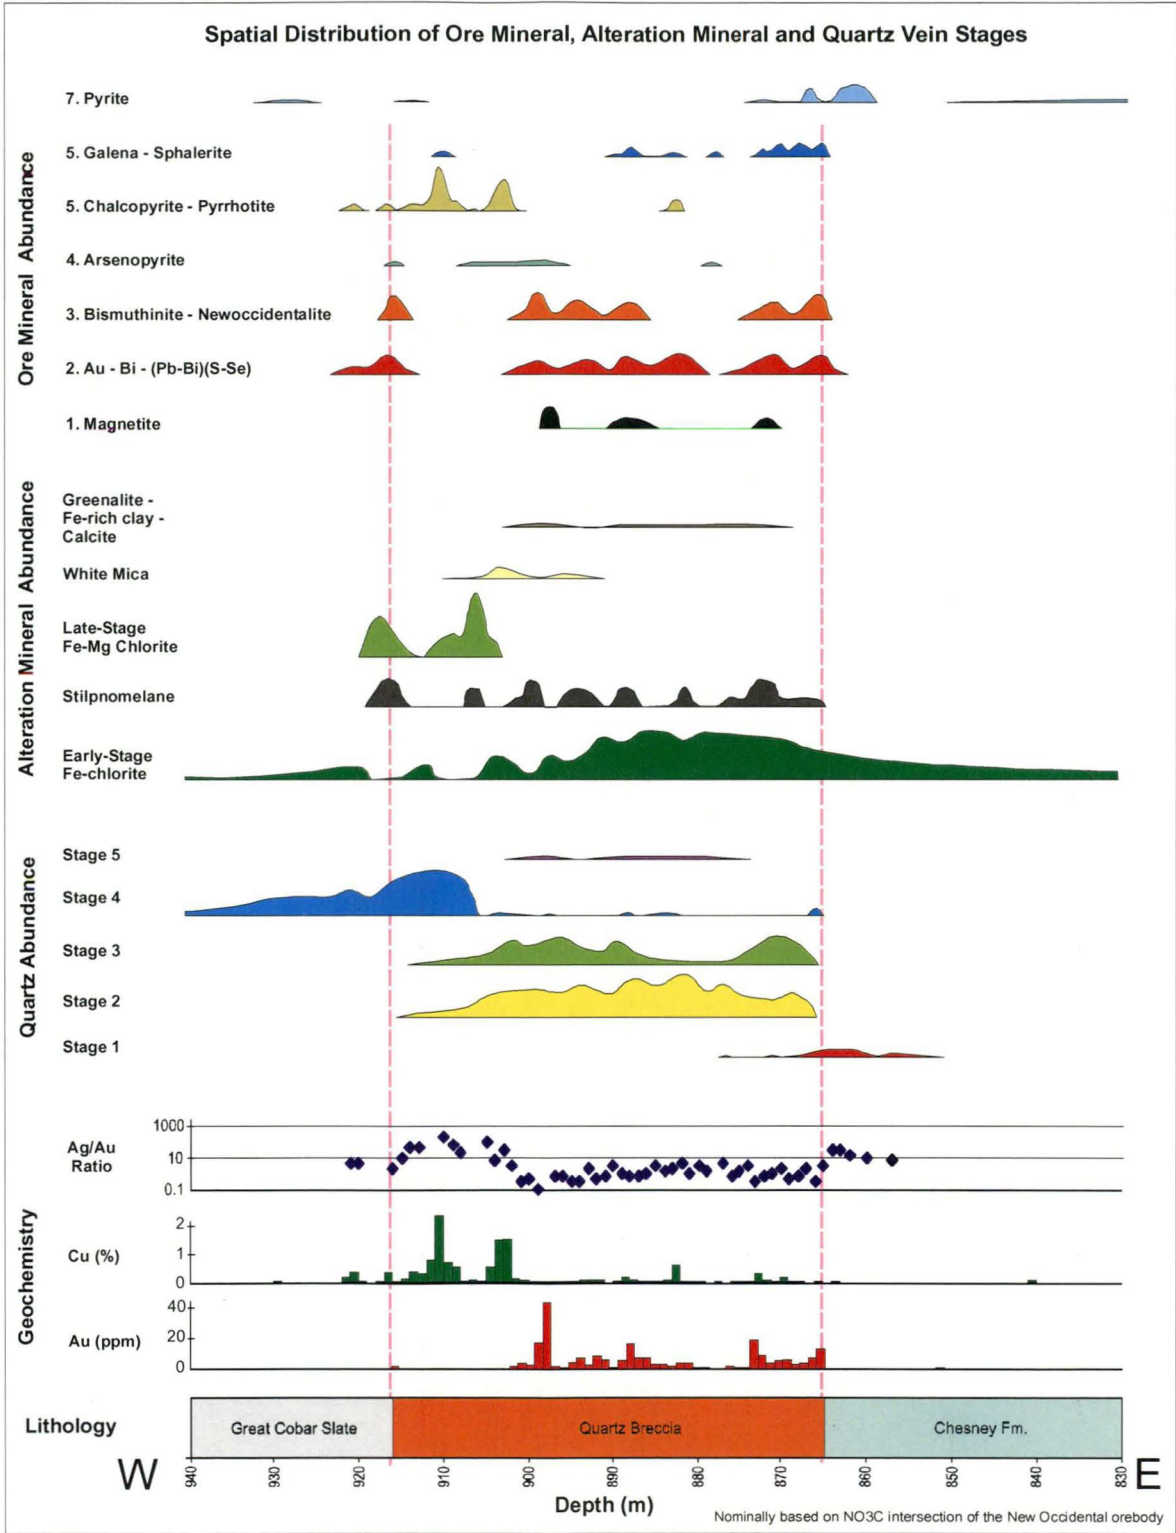 Spatial Distribution of Ore Mineral, Alteration Mineral and Quartz Vein Stages
Ore Mineral Abundance
7. Pyrite
5. Galena - Sphalerite
5. Chalcopyrite - Pyrrhotite
4. Arsenopyrite
3. Bismuthinite - Newoccidentalite
2. Au - Bi - (Pb-Bi)(S-Se)
1. Magnetite
Alteration Mineral Abundance
Greenalite -
Fe-rich clay -
Calcite
White Mica
Late-Stage
Fe-Mg Chlorite
Stilpnomelane
Early-Stage
Fe-chlorite
Quartz Abundance
Stage 5
Stage 4
Stage 3
Stage 2
Stage 1
Geochemistry
Ag/Au
Ratio
1000
10
0.1
Cu (%)
2
1
0
Au (ppm)
40
20
0
Lithology
Great Cobar Slate
Quartz Breccia
Chesney Fm.
W
940
930
920
910
900
890
880
870
860
850
840
830
E
Depth (m)
Nominally based on NO3C intersection of the New Occidental orebody